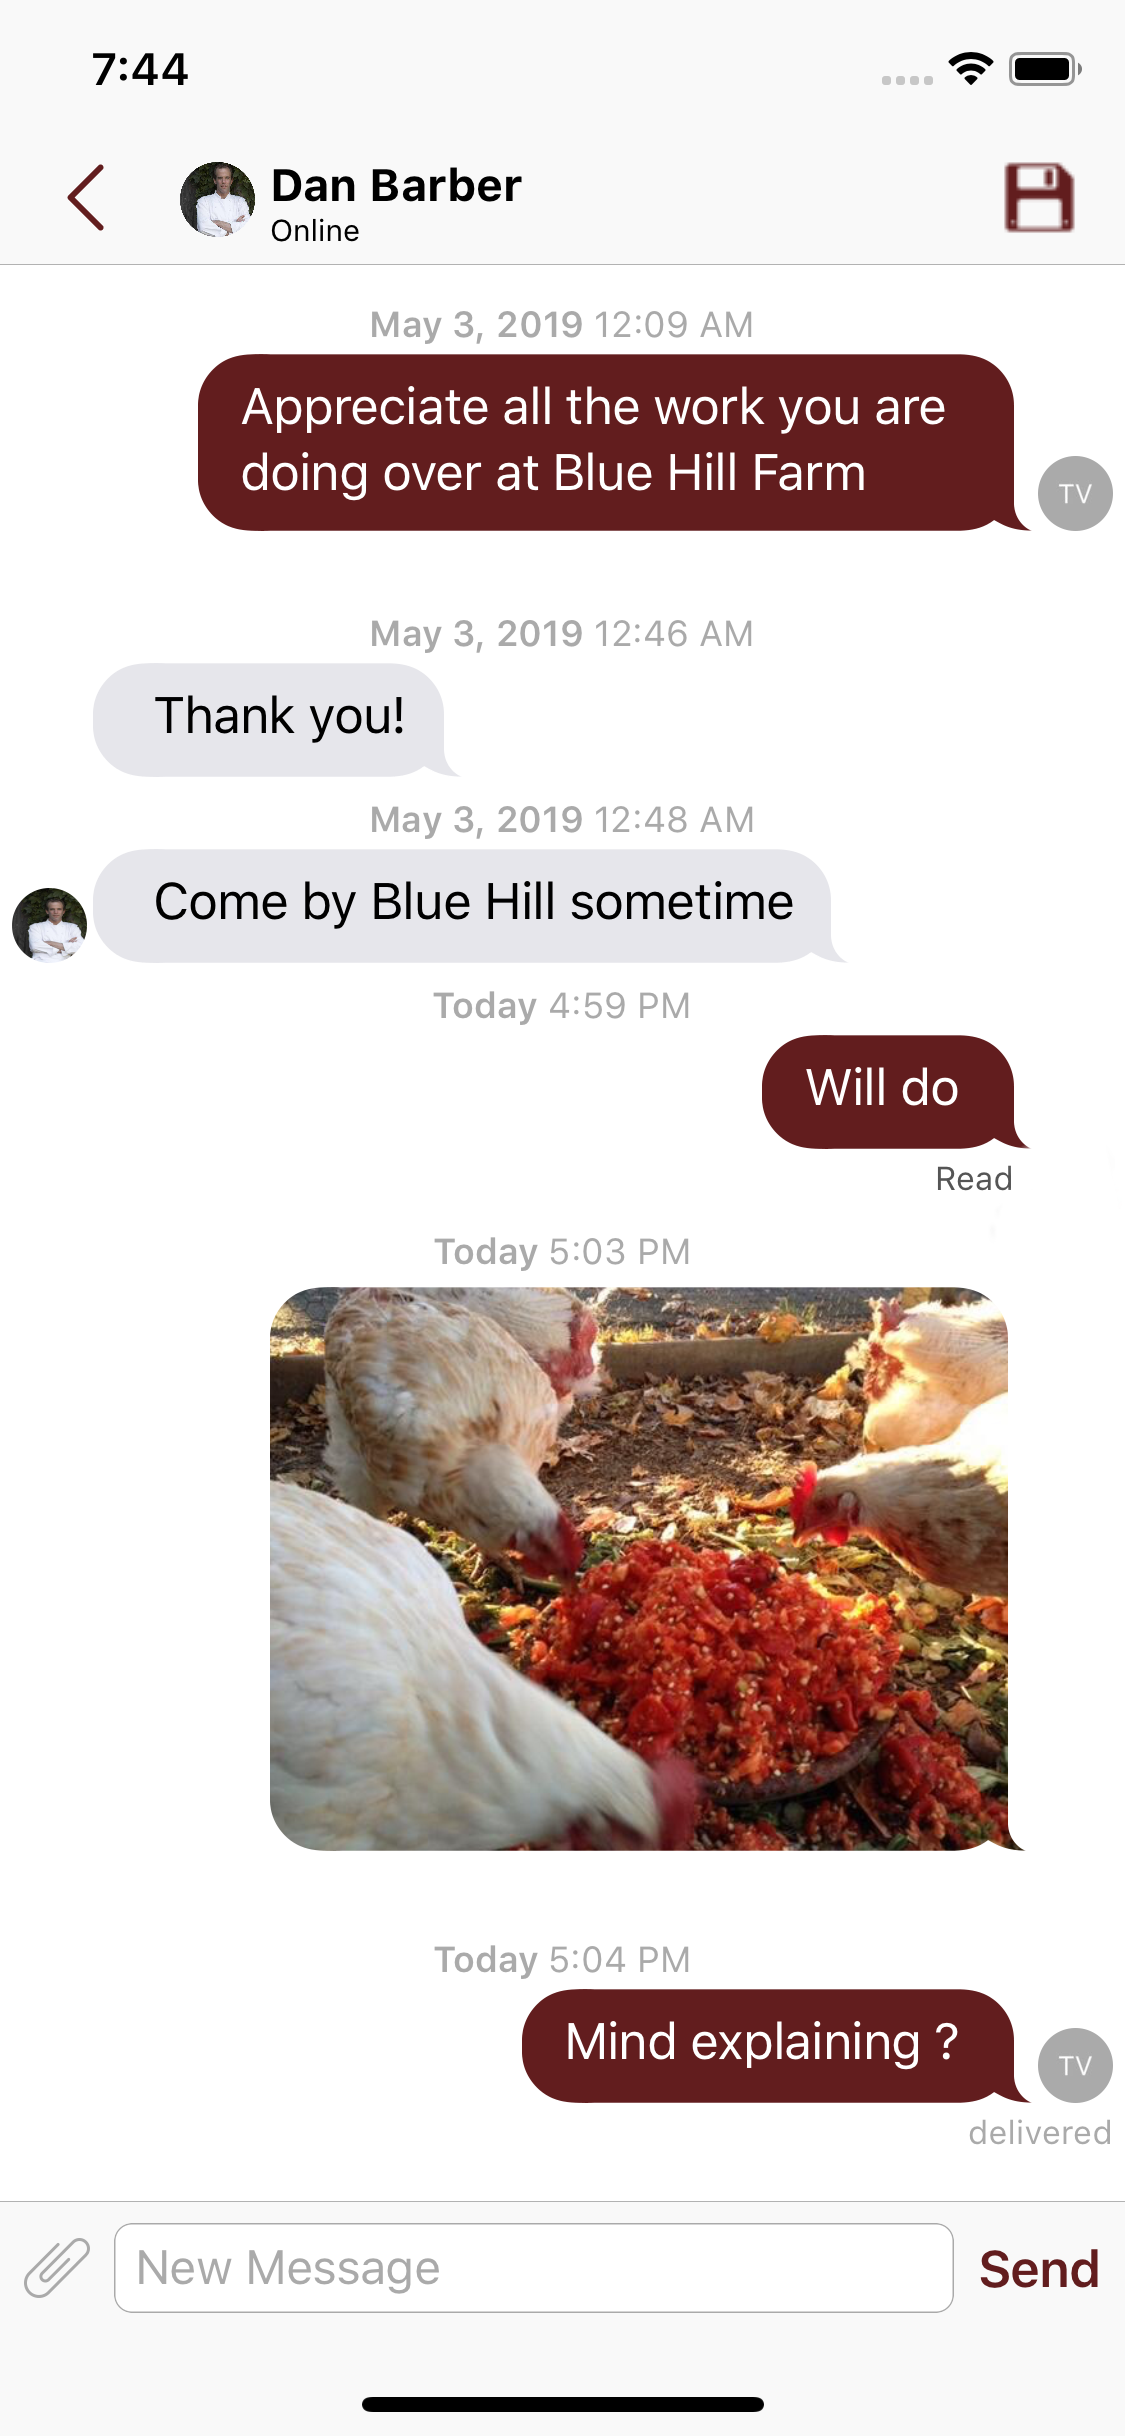 7:44
Dan Barber
Online
May 3, 2019 12:09 AM
Appreciate all the work you are
doing over at Blue Hill Farm
TV
May 3, 2019 12:46 AM
Thank you!
May 3, 2019 12:48 AM
Come by Blue Hill sometime
Today 4:59 PM
Will do
Read
Today 5:03 PM
Today 5:04 PM
Mind explaining ?
TV
delivered
New Message
Send